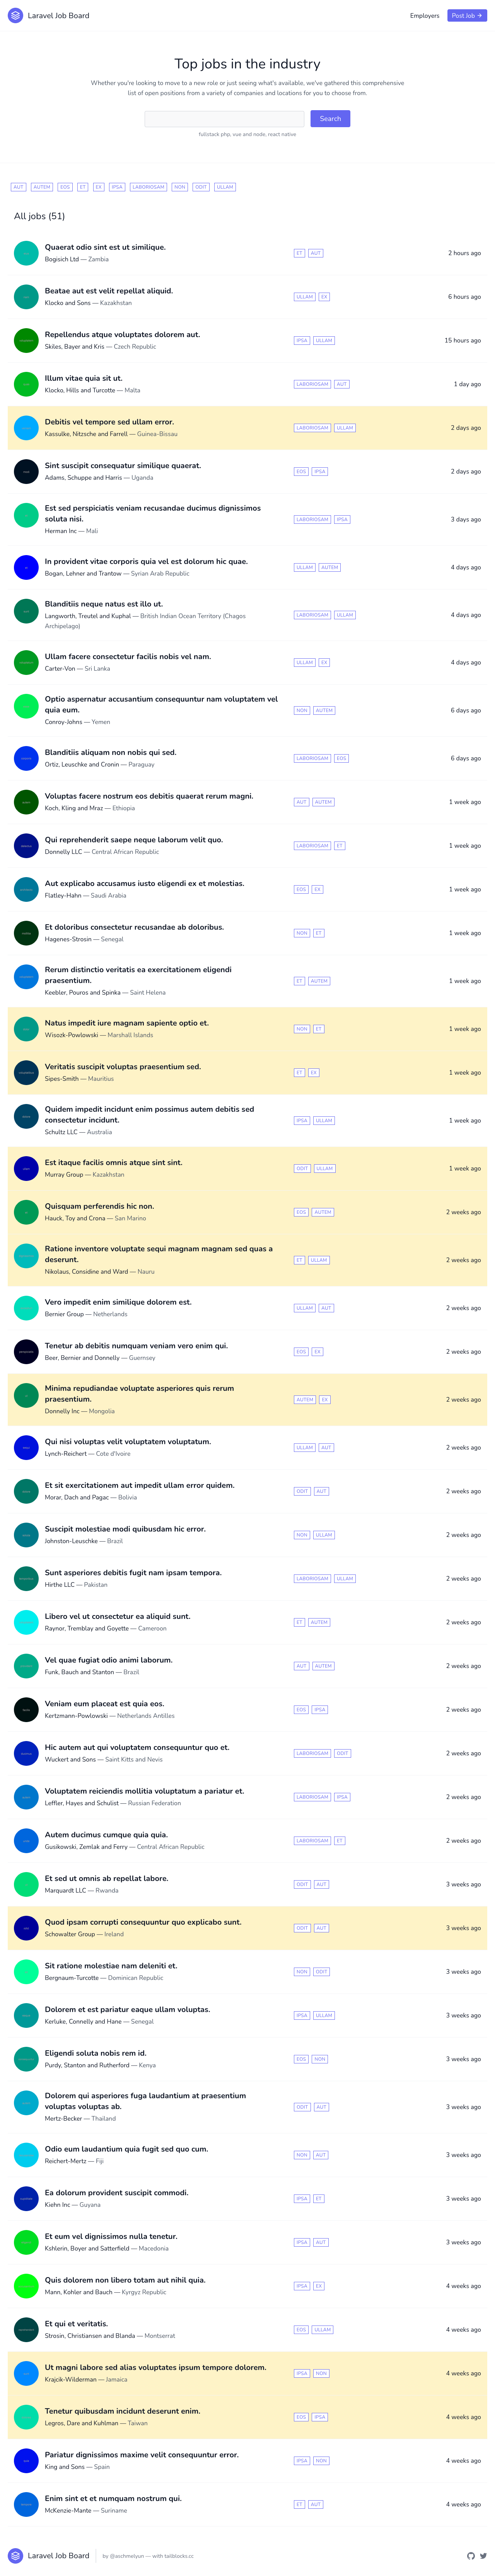 Laravel Job Board
Employers
Post Job →
Top jobs in the industry
Whether you're looking to move to a new role or just seeing what's available, we've gathered this comprehensive
list of open positions from a variety of companies and locations for you to choose from.
Search
fullstack php, vue and node, react native
AUT AUTEM EOS ET EX IPSA LABORIOSAM NON ODIT ULLAM
All jobs (51)
Quaerat odio sint est ut similique.
Bogisich Ltd — Zambia
ET AUT
2 hours ago
Beatae aut est velit repellat aliquid.
Klocko and Sons — Kazakhstan
ULLAM EX
6 hours ago
Repellendus atque voluptates dolorem aut.
Skiles, Bayer and Kris — Czech Republic
IPSA ULLAM
15 hours ago
Illum vitae quia sit ut.
Klocko, Hills and Turcotte — Malta
LABORIOSAM AUT
1 day ago
Debitis vel tempore sed ullam error.
Kassulke, Nitzsche and Farrell — Guinea-Bissau
LABORIOSAM ULLAM
2 days ago
Sint suscipit consequatur similique quaerat.
Adams, Schuppe and Harris — Uganda
EOS IPSA
2 days ago
Est sed perspiciatis veniam recusandae ducimus dignissimos
soluta nisi.
Herman Inc — Mali
LABORIOSAM IPSA
3 days ago
In provident vitae corporis quia vel est dolorum hic quae.
Bogan, Lehner and Trantow — Syrian Arab Republic
ULLAM AUTEM
4 days ago
Blanditiis neque natus est illo ut.
Langworth, Treutel and Kuphal — British Indian Ocean Territory (Chagos
Archipelago)
LABORIOSAM ULLAM
4 days ago
Ullam facere consectetur facilis nobis vel nam.
Carter-Von — Sri Lanka
ULLAM EX
4 days ago
Optio aspernatur accusantium consequuntur nam voluptatem vel
quia eum.
Conroy-Johns — Yemen
NON AUTEM
6 days ago
Blanditiis aliquam non nobis qui sed.
Ortiz, Leuschke and Cronin — Paraguay
LABORIOSAM EOS
6 days ago
Voluptas facere nostrum eos debitis quaerat rerum magni.
Koch, Kling and Mraz — Ethiopia
AUT AUTEM
1 week ago
Qui reprehenderit saepe neque laborum velit quo.
Donnelly LLC — Central African Republic
LABORIOSAM ET
1 week ago
Aut explicabo accusamus iusto eligendi ex et molestias.
Flatley-Hahn — Saudi Arabia
EOS EX
1 week ago
Et doloribus consectetur recusandae ab doloribus.
Hagenes-Strosin — Senegal
NON ET
1 week ago
Rerum distinctio veritatis ea exercitationem eligendi
praesentium.
Keebler, Pouros and Spinka — Saint Helena
ET AUTEM
1 week ago
Natus impedit iure magnam sapiente optio et.
Wisozk-Powlowski — Marshall Islands
NON ET
1 week ago
Veritatis suscipit voluptas praesentium sed.
Sipes-Smith — Mauritius
ET EX
1 week ago
Quidem impedit incidunt enim possimus autem debitis sed
consectetur incidunt.
Schultz LLC — Australia
IPSA ULLAM
1 week ago
Est itaque facilis omnis atque sint sint.
Murray Group — Kazakhstan
ODIT ULLAM
1 week ago
Quisquam perferendis hic non.
Hauck, Toy and Crona — San Marino
EOS AUTEM
2 weeks ago
Ratione inventore voluptate sequi magnam magnam sed quas a
deserunt.
Nikolaus, Considine and Ward — Nauru
ET ULLAM
2 weeks ago
Vero impedit enim similique dolorem est.
Bernier Group — Netherlands
ULLAM AUT
2 weeks ago
Tenetur ab debitis numquam veniam vero enim qui.
Beer, Bernier and Donnelly — Guernsey
EOS EX
2 weeks ago
Minima repudiandae voluptate asperiores quis rerum
praesentium.
Donnelly Inc — Mongolia
AUTEM EX
2 weeks ago
Qui nisi voluptas velit voluptatem voluptatum.
Lynch-Reichert — Cote d'Ivoire
ULLAM AUT
2 weeks ago
Et sit exercitationem aut impedit ullam error quidem.
Morar, Dach and Pagac — Bolivia
ODIT AUT
2 weeks ago
Suscipit molestiae modi quibusdam hic error.
Johnston-Leuschke — Brazil
NON ULLAM
2 weeks ago
Sunt asperiores debitis fugit nam ipsam tempora.
Hirthe LLC — Pakistan
LABORIOSAM ULLAM
2 weeks ago
Libero vel ut consectetur ea aliquid sunt.
Raynor, Tremblay and Goyette — Cameroon
ET AUTEM
2 weeks ago
Vel quae fugiat odio animi laborum.
Funk, Bauch and Stanton — Brazil
AUT AUTEM
2 weeks ago
Veniam eum placeat est quia eos.
Kertzmann-Powlowski — Netherlands Antilles
EOS IPSA
2 weeks ago
Hic autem aut qui voluptatem consequuntur quo et.
Wuckert and Sons — Saint Kitts and Nevis
LABORIOSAM ODIT
2 weeks ago
Voluptatem reiciendis mollitia voluptatum a pariatur et.
Leffler, Hayes and Schulist — Russian Federation
LABORIOSAM IPSA
2 weeks ago
Autem ducimus cumque quia quia.
Gusikowski, Zemlak and Ferry — Central African Republic
LABORIOSAM ET
2 weeks ago
Et sed ut omnis ab repellat labore.
Marquardt LLC — Rwanda
ODIT AUT
3 weeks ago
Quod ipsam corrupti consequuntur quo explicabo sunt.
Schowalter Group — Ireland
ODIT AUT
3 weeks ago
Sit ratione molestiae nam deleniti et.
Bergnaum-Turcotte — Dominican Republic
NON ODIT
3 weeks ago
Dolorem et est pariatur eaque ullam voluptas.
Kerluke, Connelly and Hane — Senegal
IPSA ULLAM
3 weeks ago
Eligendi soluta nobis rem id.
Purdy, Stanton and Rutherford — Kenya
EOS NON
3 weeks ago
Dolorem qui asperiores fuga laudantium at praesentium
voluptas voluptas ab.
Mertz-Becker — Thailand
ODIT AUT
3 weeks ago
Odio eum laudantium quia fugit sed quo cum.
Reichert-Mertz — Fiji
NON AUT
3 weeks ago
Ea dolorum provident suscipit commodi.
Kiehn Inc — Guyana
IPSA ET
3 weeks ago
Et eum vel dignissimos nulla tenetur.
Kshlerin, Boyer and Satterfield — Macedonia
IPSA AUT
3 weeks ago
Quis dolorem non libero totam aut nihil quia.
Mann, Kohler and Bauch — Kyrgyz Republic
IPSA EX
4 weeks ago
Et qui et veritatis.
Strosin, Christiansen and Blanda — Montserrat
EOS ULLAM
4 weeks ago
Ut magni labore sed alias voluptates ipsum tempore dolorem.
Krajcik-Wilderman — Jamaica
IPSA NON
4 weeks ago
Tenetur quibusdam incidunt deserunt enim.
Legros, Dare and Kuhlman — Taiwan
EOS IPSA
4 weeks ago
Pariatur dignissimos maxime velit consequuntur error.
King and Sons — Spain
IPSA NON
4 weeks ago
Enim sint et et numquam nostrum qui.
McKenzie-Mante — Suriname
ET AUT
4 weeks ago
Laravel Job Board
by @aschmelyun — with tailblocks.cc